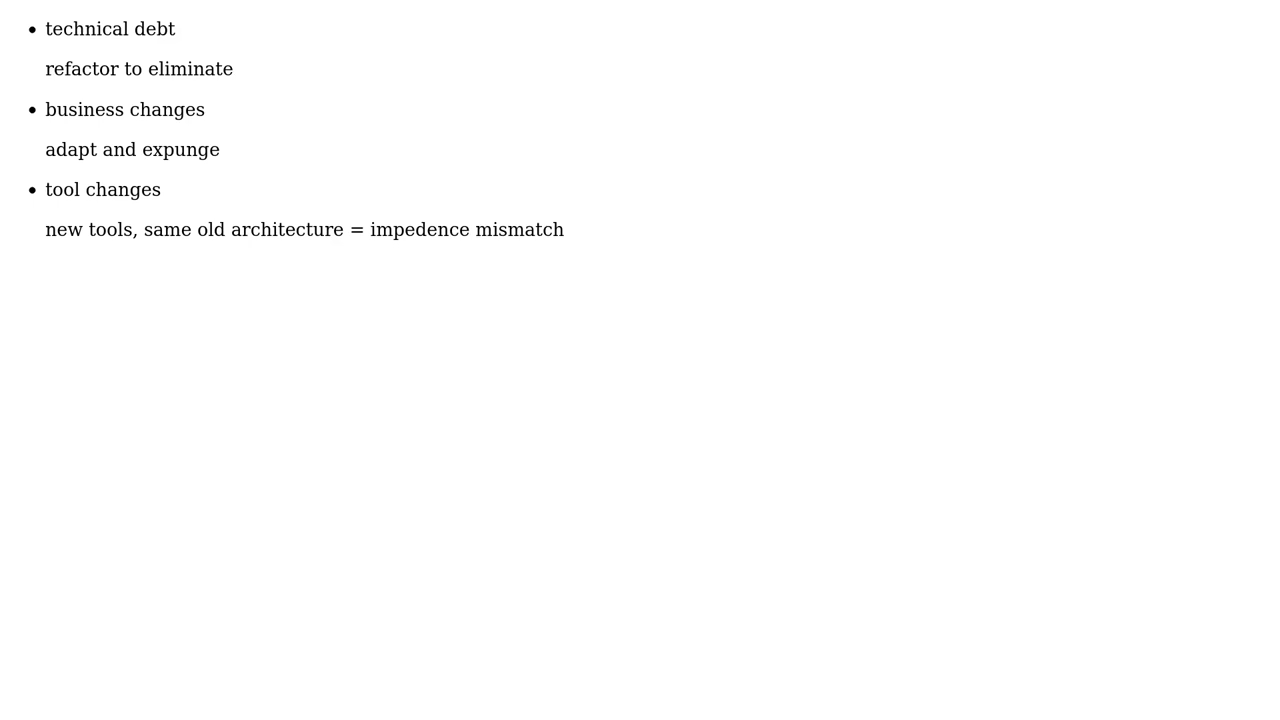 • technical debt
refactor to eliminate
• business changes
adapt and expunge
• tool changes
new tools, same old architecture = impedence mismatch